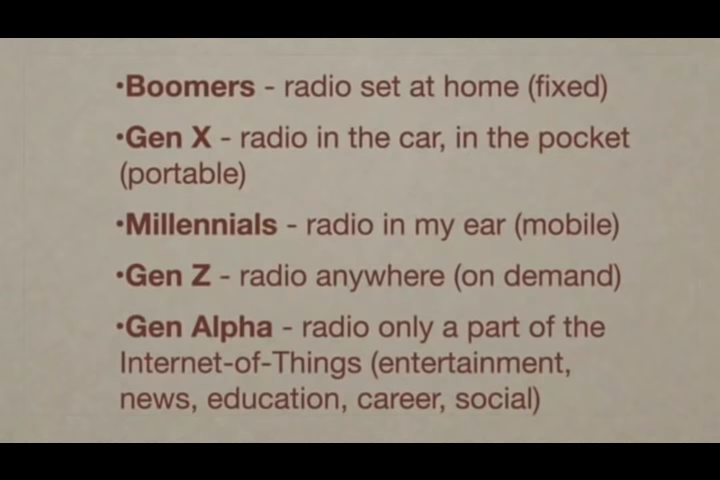 •Boomers - radio set at home (fixed)
•Gen X - radio in the car, in the pocket
(portable)
•Millennials - radio in my ear (mobile)
•Gen Z - radio anywhere (on demand)
•Gen Alpha - radio only a part of the
Internet-of-Things (entertainment,
news, education, career, social)